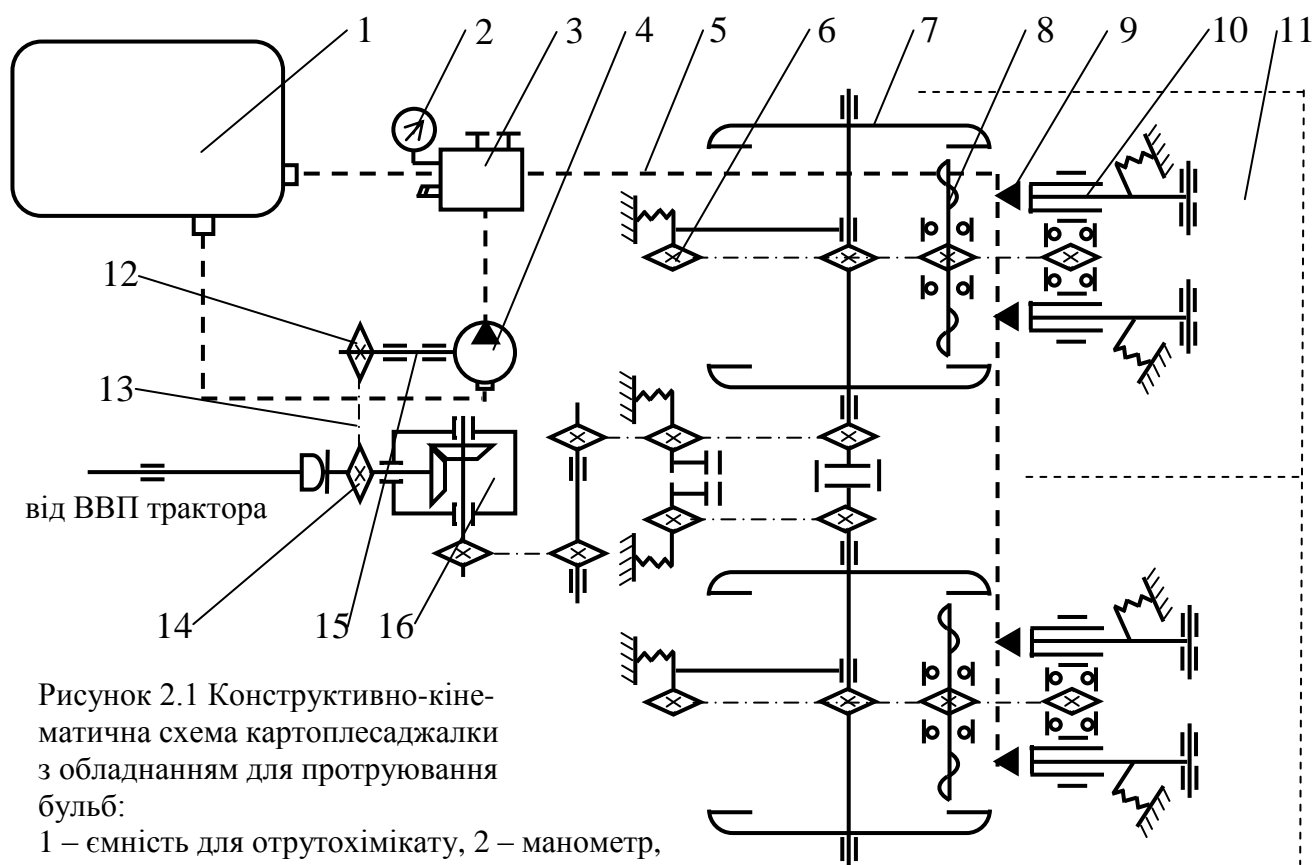 1 2 3 4 5 6 7 8 9 10 11
12
13
від ВВП трактора
14 15 16
Рисунок 2.1 Конструктивно-кіне-
матична схема картоплесаджалки
з обладнанням для протруювання
бульб:
1 – ємність для отрутохімікату, 2 – манометр,